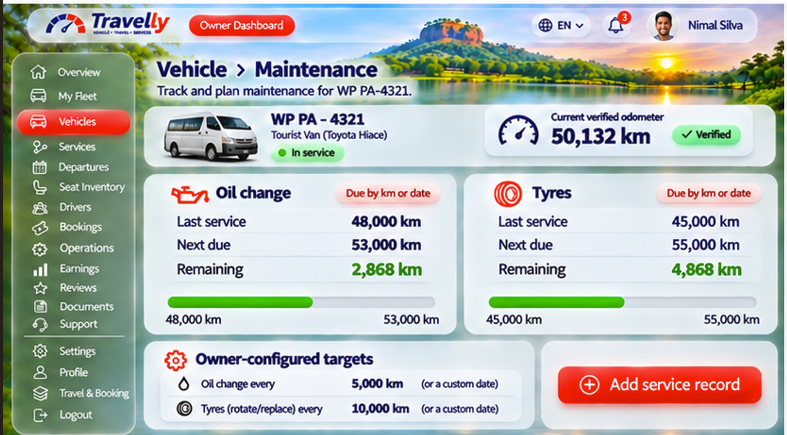 Travelly
VEHICLE • TRAVEL • SERVICES
Owner Dashboard
EN
3
Nimal Silva
Overview
My Fleet
Vehicles
Services
Departures
Seat Inventory
Drivers
Bookings
Operations
Earnings
Reviews
Documents
Support
Settings
Profile
Travel & Booking
Logout
Vehicle > Maintenance
Track and plan maintenance for WP PA-4321.
WP PA - 4321
Tourist Van (Toyota Hiace)
In service
Current verified odometer
50,132 km
Verified
Oil change
Due by km or date
Last service 48,000 km
Next due 53,000 km
Remaining 2,868 km
48,000 km 53,000 km
Tyres
Due by km or date
Last service 45,000 km
Next due 55,000 km
Remaining 4,868 km
45,000 km 55,000 km
Owner-configured targets
Oil change every 5,000 km (or a custom date)
Tyres (rotate/replace) every 10,000 km (or a custom date)
Add service record